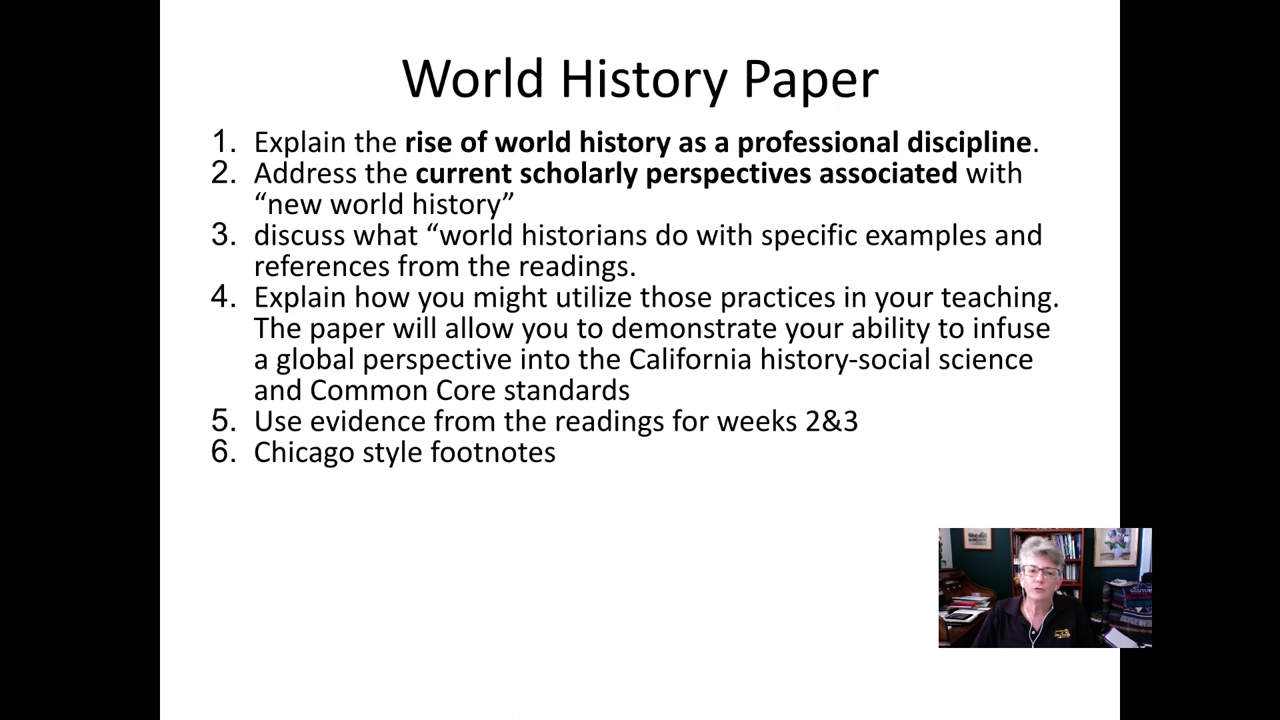 World History Paper
1. Explain the rise of world history as a professional discipline.
2. Address the current scholarly perspectives associated with
“new world history”
3. discuss what “world historians do with specific examples and
references from the readings.
4. Explain how you might utilize those practices in your teaching.
The paper will allow you to demonstrate your ability to infuse
a global perspective into the California history-social science
and Common Core standards
5. Use evidence from the readings for weeks 2&3
6. Chicago style footnotes